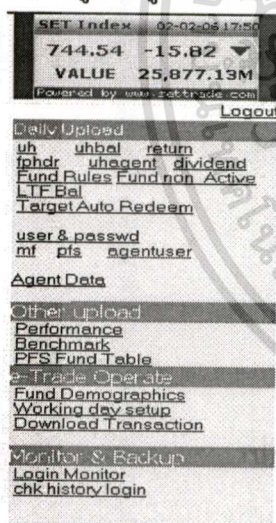 SET Index 02-02-06 17:50
744.54 -15.82 ▼
VALUE 25,877.13M
Powered by www.settrade.com
Logout
Daily Upload
uh uhbal return
fphdr uhagent dividend
Fund Rules Fund non Active
LTF Bal
Target Auto Redeem
user & passwd
mf pfs agentuser
Agent Data
Other upload
Performance
Benchmark
PFS Fund Table
e-Trade Operate
Fund Demographics
Working day setup
Download Transaction
Monitor & Backup
Login Monitor
chk history login